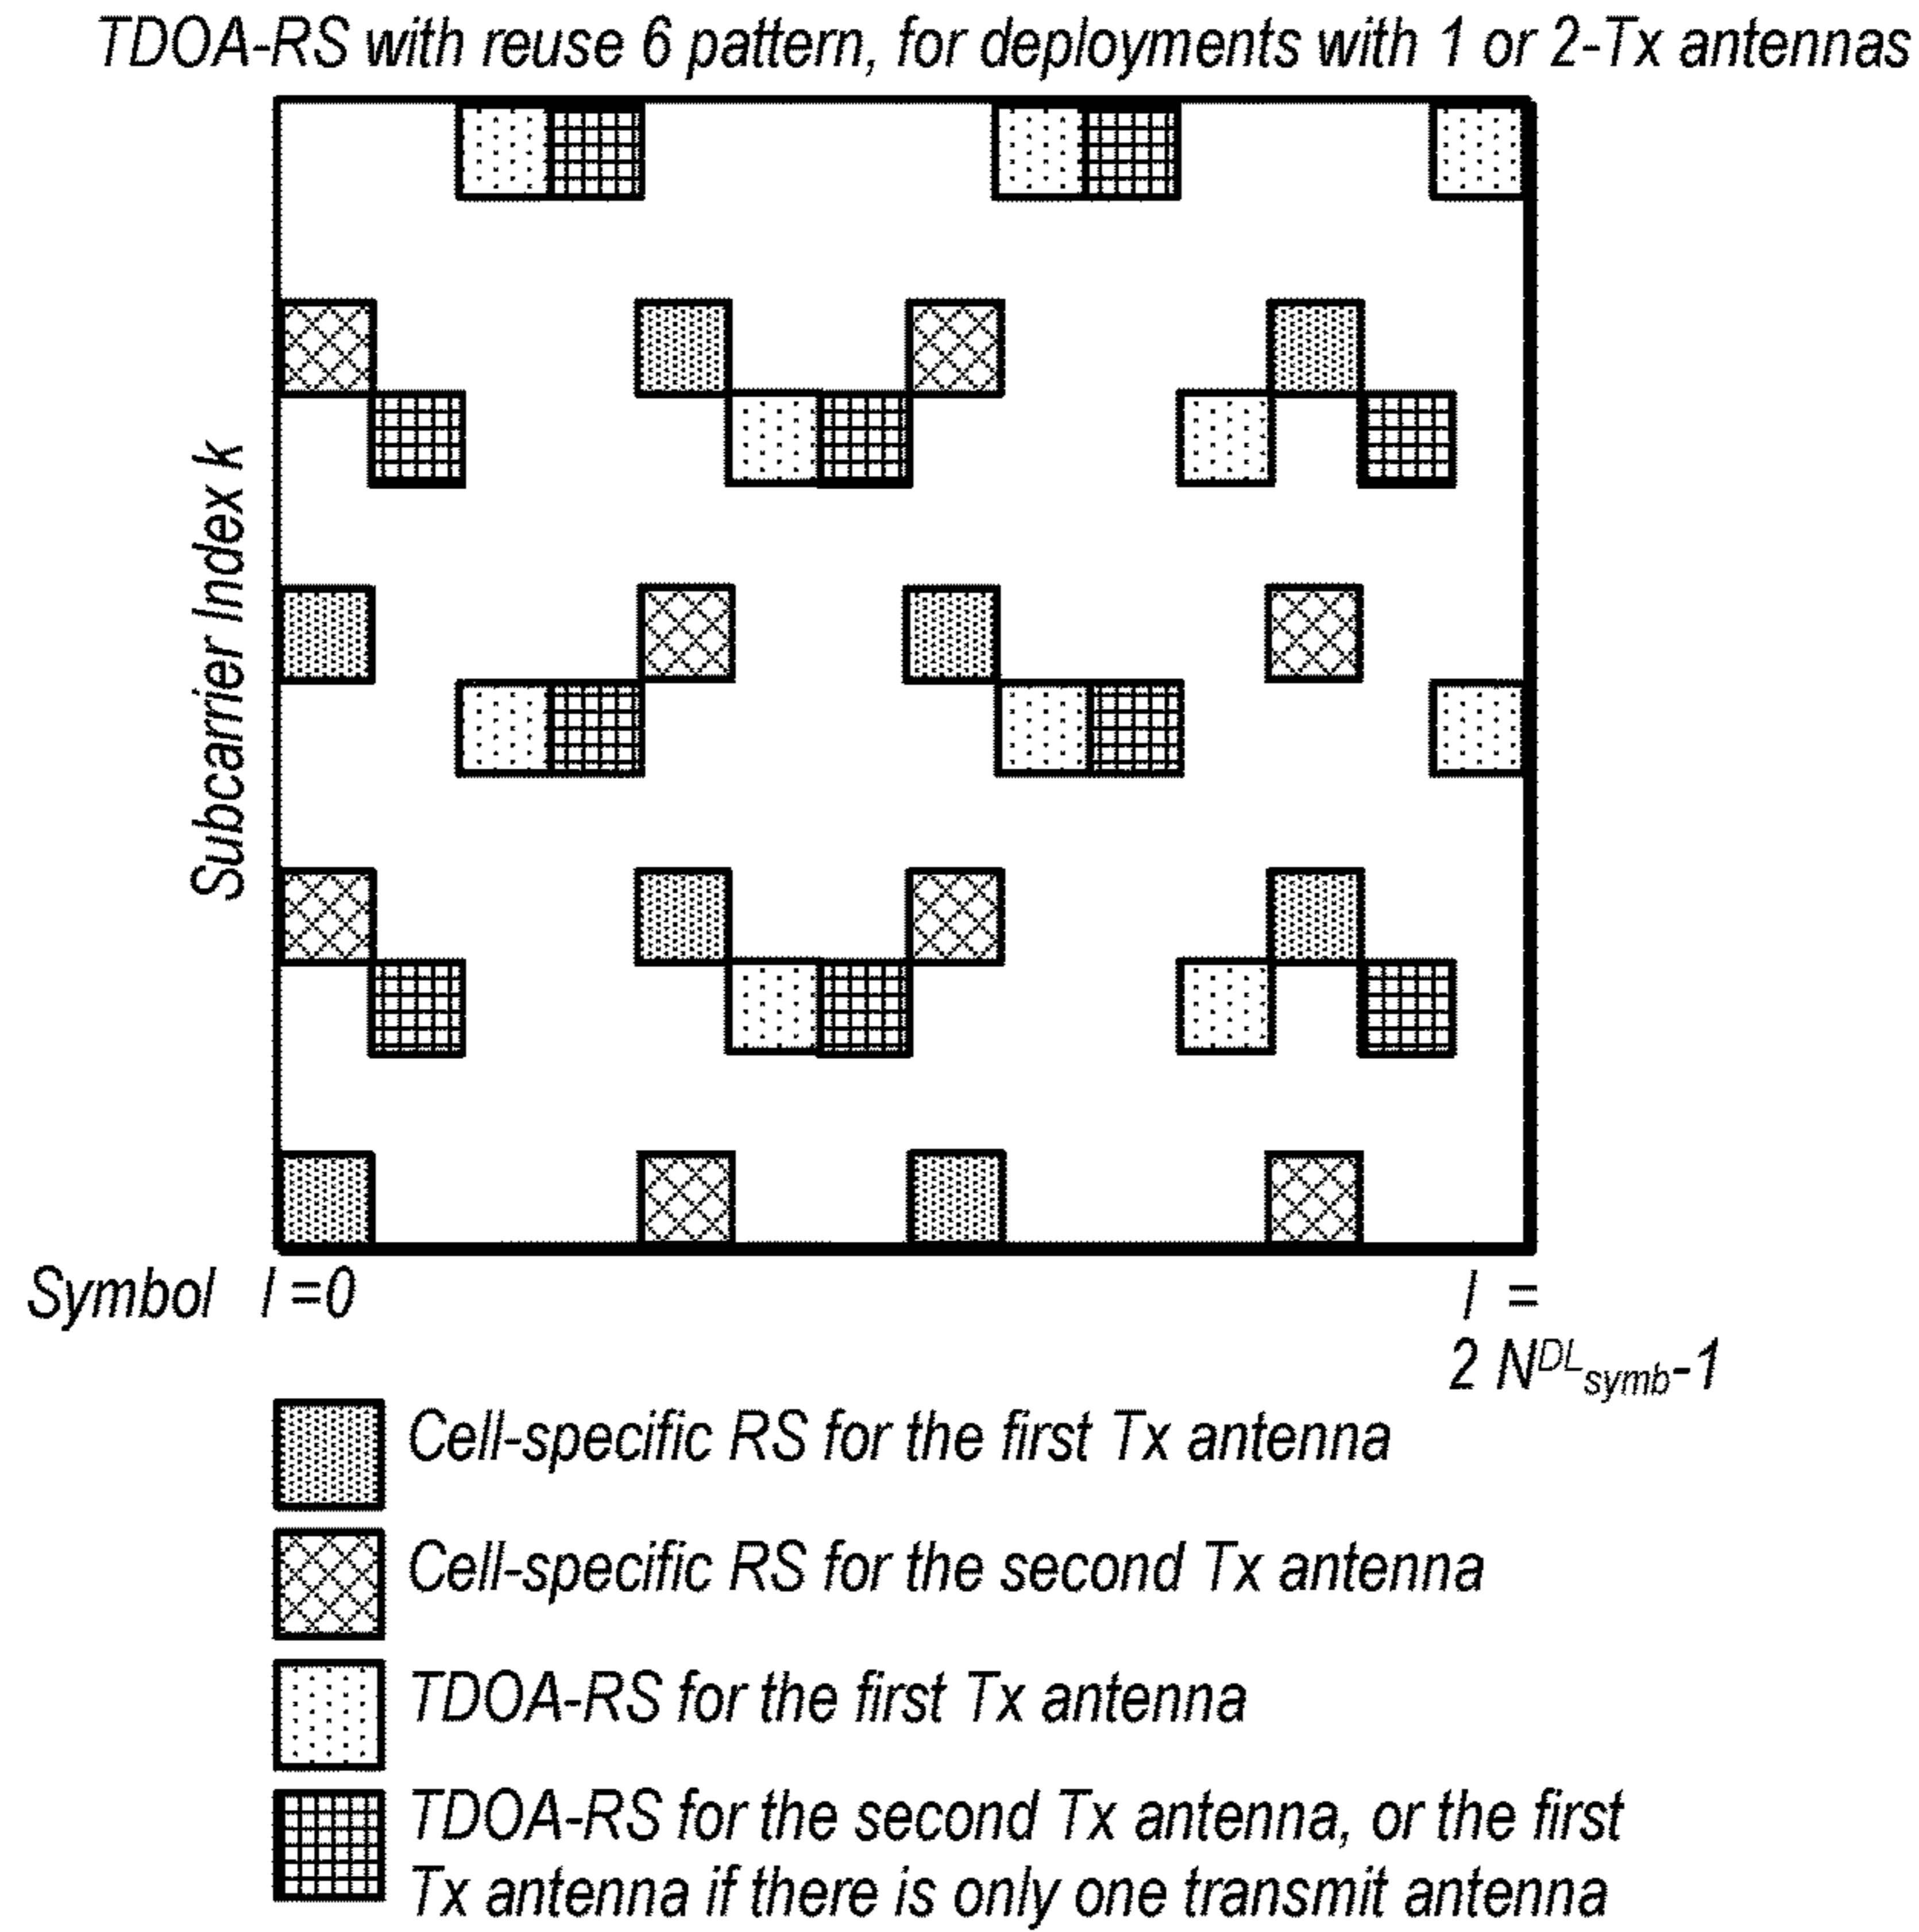 TDOA-RS with reuse 6 pattern, for deployments with 1 or 2-Tx antennas
Subcarrier Index k
Symbol l =0
l =
2 N^DL_symb-1
Cell-specific RS for the first Tx antenna
Cell-specific RS for the second Tx antenna
TDOA-RS for the first Tx antenna
TDOA-RS for the second Tx antenna, or the first
Tx antenna if there is only one transmit antenna